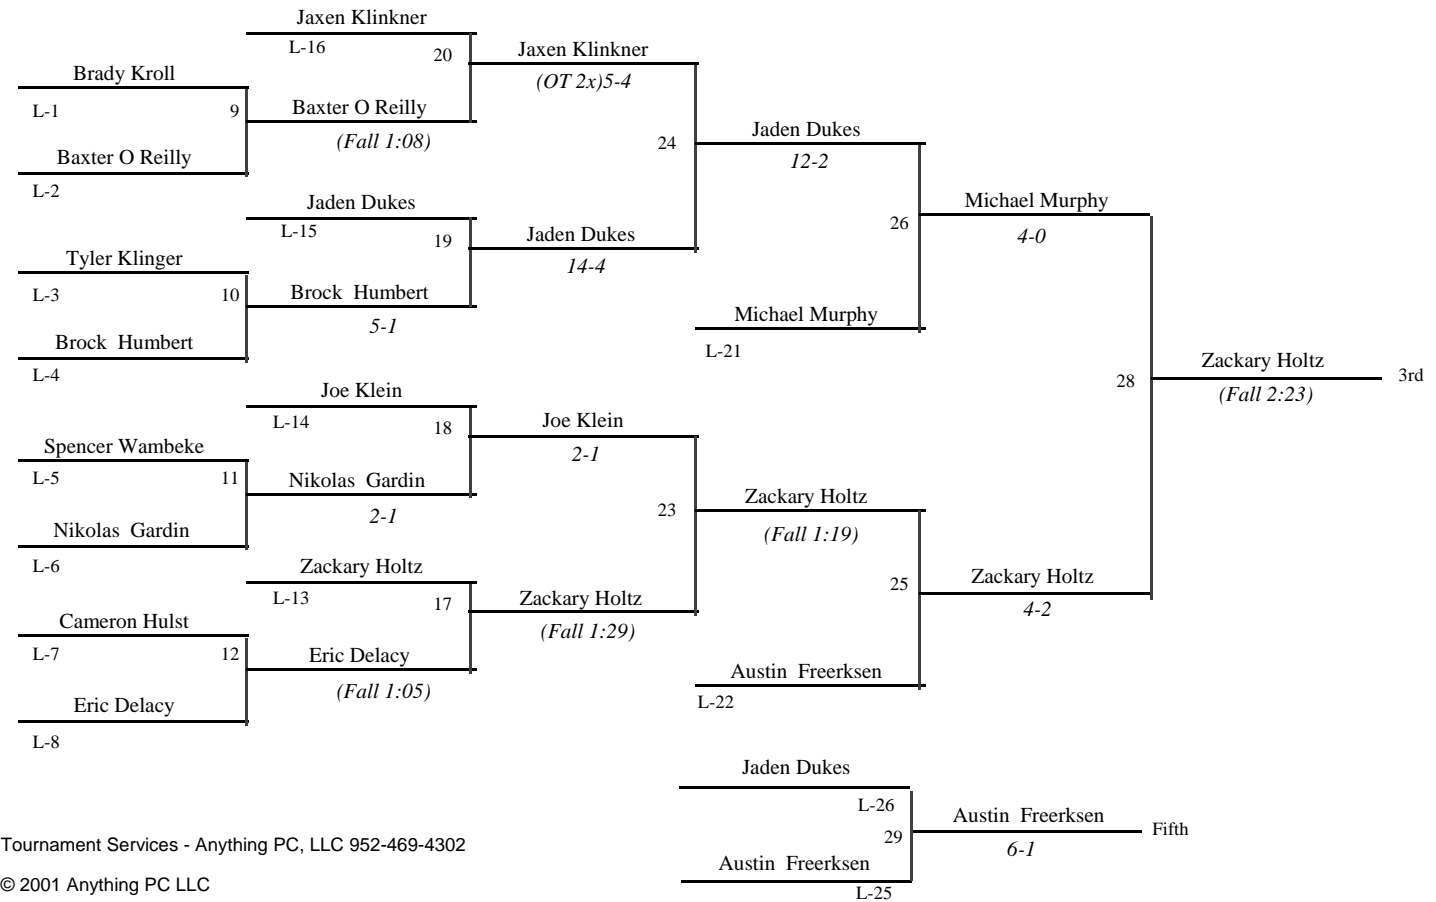 Jaxen Klinkner
L-16
20
Jaxen Klinkner
(OT 2x)5-4
Brady Kroll
L-1
9
Baxter O Reilly
(Fall 1:08)
24
Jaden Dukes
12-2
Baxter O Reilly
L-2
Jaden Dukes
L-15
19
Jaden Dukes
14-4
26
Michael Murphy
4-0
Tyler Klinger
L-3
10
Brock  Humbert
5-1
Michael Murphy
L-21
Brock  Humbert
L-4
28
Zackary Holtz
(Fall 2:23)
3rd
Joe Klein
L-14
18
Joe Klein
2-1
Spencer Wambeke
L-5
11
Nikolas  Gardin
2-1
23
Zackary Holtz
(Fall 1:19)
Nikolas  Gardin
L-6
Zackary Holtz
L-13
17
Zackary Holtz
(Fall 1:29)
25
Zackary Holtz
4-2
Cameron Hulst
L-7
12
Eric Delacy
(Fall 1:05)
Austin  Freerksen
L-22
Eric Delacy
L-8
Jaden Dukes
L-26
29
Austin  Freerksen
6-1
Fifth
Austin  Freerksen
L-25
Tournament Services - Anything PC, LLC 952-469-4302
© 2001 Anything PC LLC